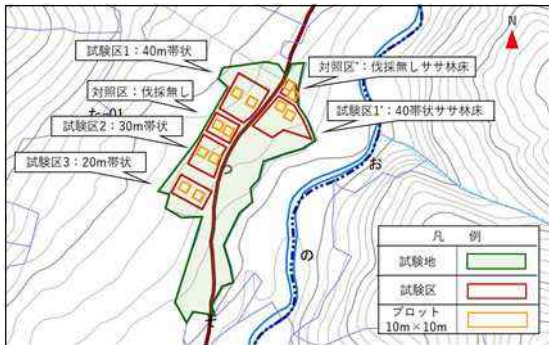 N
試験区1：40m帯状
対照区'：伐採無しササ林床
対照区：伐採無し
試験区1'：40帯状ササ林床
試験区2：30m帯状
試験区3：20m帯状
お
つ
の
凡 例
試験地
試験区
プロット
10m×10m